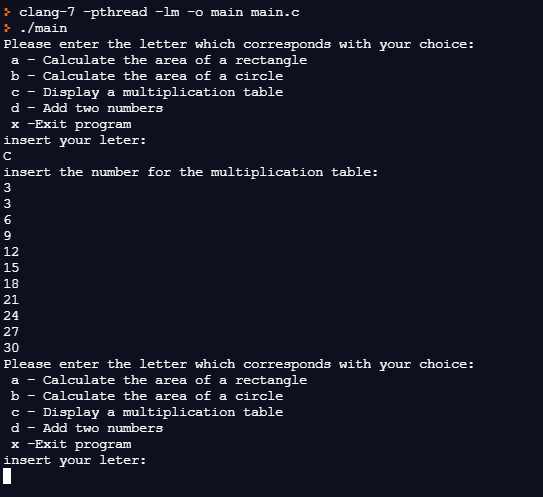 clang-7 -pthread -lm -o main main.c
./main
Please enter the letter which corresponds with your choice:
 a - Calculate the area of a rectangle
 b - Calculate the area of a circle
 c - Display a multiplication table
 d - Add two numbers
 x -Exit program
insert your leter:
C
insert the number for the multiplication table:
3
3
6
9
12
15
18
21
24
27
30
Please enter the letter which corresponds with your choice:
 a - Calculate the area of a rectangle
 b - Calculate the area of a circle
 c - Display a multiplication table
 d - Add two numbers
 x -Exit program
insert your leter: